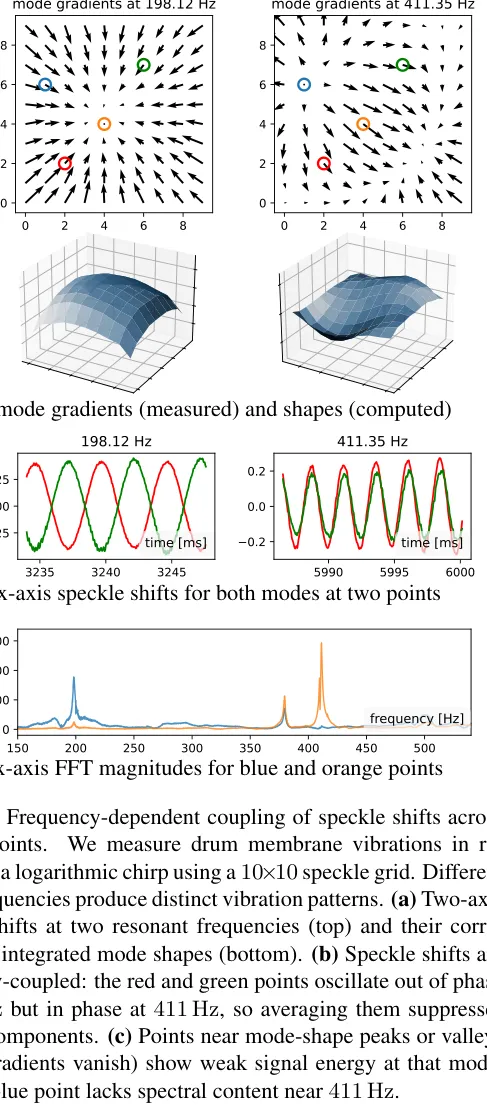 mode gradients at 198.12 Hz mode gradients at 411.35 Hz
8 8
6 6
4 4
2 2
0 0
0 2 4 6 8 0 2 4 6 8
mode gradients (measured) and shapes (computed)
198.12 Hz 411.35 Hz
25 0.2
00 0.0
25 −0.2
time [ms] time [ms]
3235 3240 3245 5990 5995 6000
x-axis speckle shifts for both modes at two points
00
00
00
0
frequency [Hz]
150 200 250 300 350 400 450 500
x-axis FFT magnitudes for blue and orange points
Frequency-dependent coupling of speckle shifts acro
oints. We measure drum membrane vibrations in r
a logarithmic chirp using a 10×10 speckle grid. Differe
quencies produce distinct vibration patterns. (a) Two-ax
hifts at two resonant frequencies (top) and their corr
integrated mode shapes (bottom). (b) Speckle shifts a
y-coupled: the red and green points oscillate out of phas
z but in phase at 411 Hz, so averaging them suppresse
omponents. (c) Points near mode-shape peaks or valley
radients vanish) show weak signal energy at that mod
blue point lacks spectral content near 411 Hz.